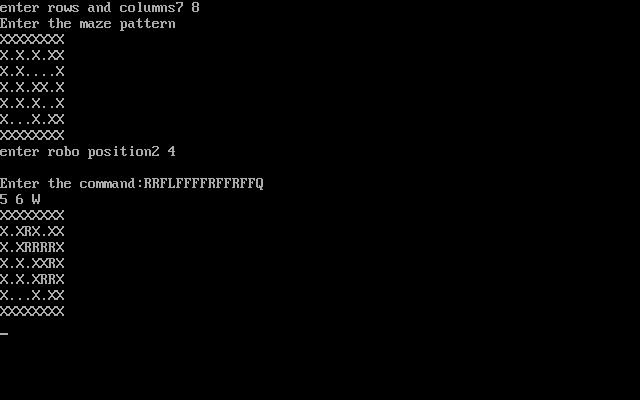 enter rows and columns7 8
Enter the maze pattern
XXXXXXXX
X.X.X.XX
X.X....X
X.X.XX.X
X.X.X..X
X...X.XX
XXXXXXXX
enter robo position2 4
Enter the command:RRFLFFFFRFFRFFQ
5 6 W
XXXXXXXX
X.XRX.XX
X.XRRRRX
X.X.XXRX
X.X.XRRX
X...X.XX
XXXXXXXX